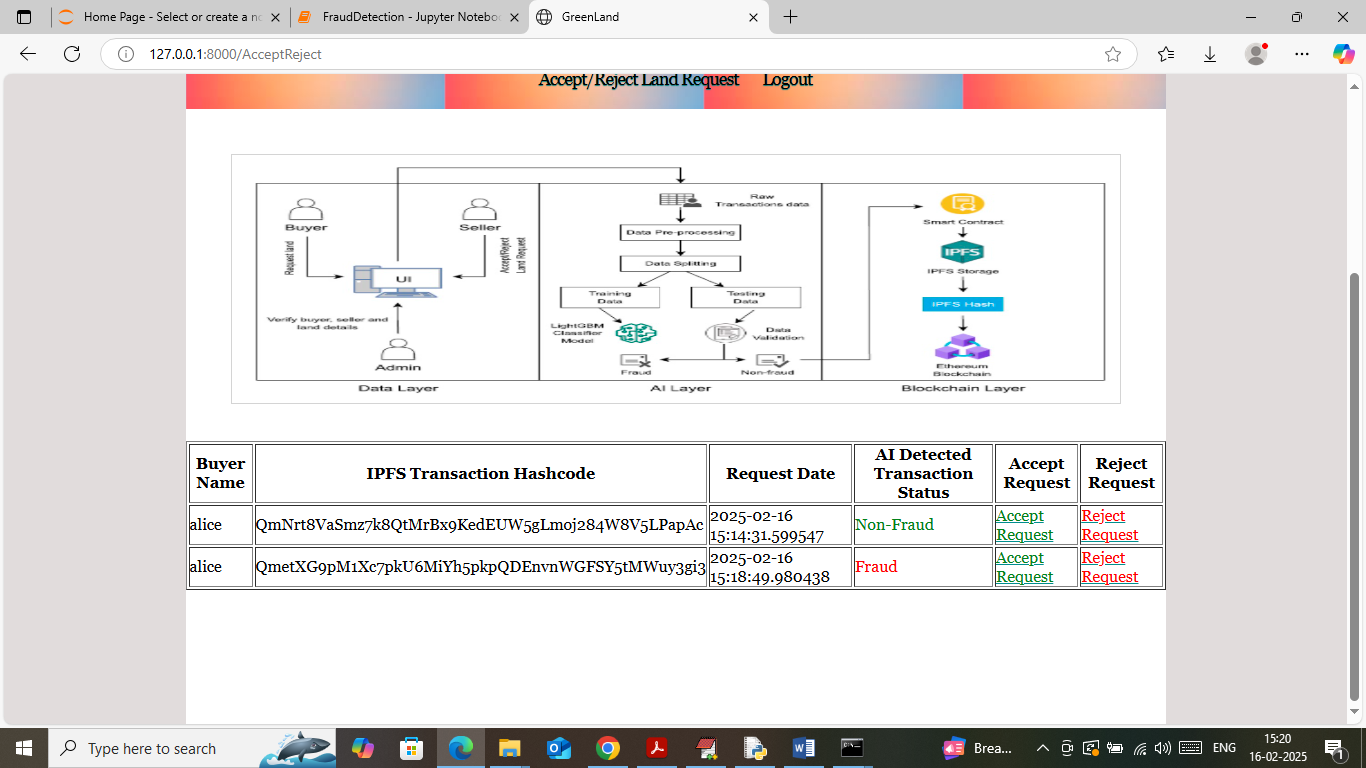 Home Page - Select or create a no
FraudDetection - Jupyter Noteboo
GreenLand
127.0.0.1:8000/AcceptReject
Accept/Reject Land Request Logout
Buyer
Seller
Request land
Accept/Reject
Land Request
UI
Verify buyer, seller and
land details
Admin
Data Layer
Raw
Transactions data
Data Pre-processing
Data Splitting
Training
Data
Testing
Data
LightGBM
Classifier
Model
Data
Validation
Fraud
Non-fraud
AI Layer
Smart Contract
IPFS
IPFS Storage
IPFS Hash
Ethereum
Blockchain
Blockchain Layer
Buyer
Name
IPFS Transaction Hashcode
Request Date
AI Detected
Transaction
Status
Accept
Request
Reject
Request
alice
QmNrt8VaSmz7k8QtMrBx9KedEUW5gLmoj284W8V5LPapAc
2025-02-16
15:14:31.599547
Non-Fraud
Accept
Request
Reject
Request
alice
QmetXG9pM1Xc7pkU6MiYh5pkpQDEnvnWGFSY5tMWuy3gi3
2025-02-16
15:18:49.980438
Fraud
Accept
Request
Reject
Request
Type here to search
Brea...
ENG
15:20
16-02-2025
1